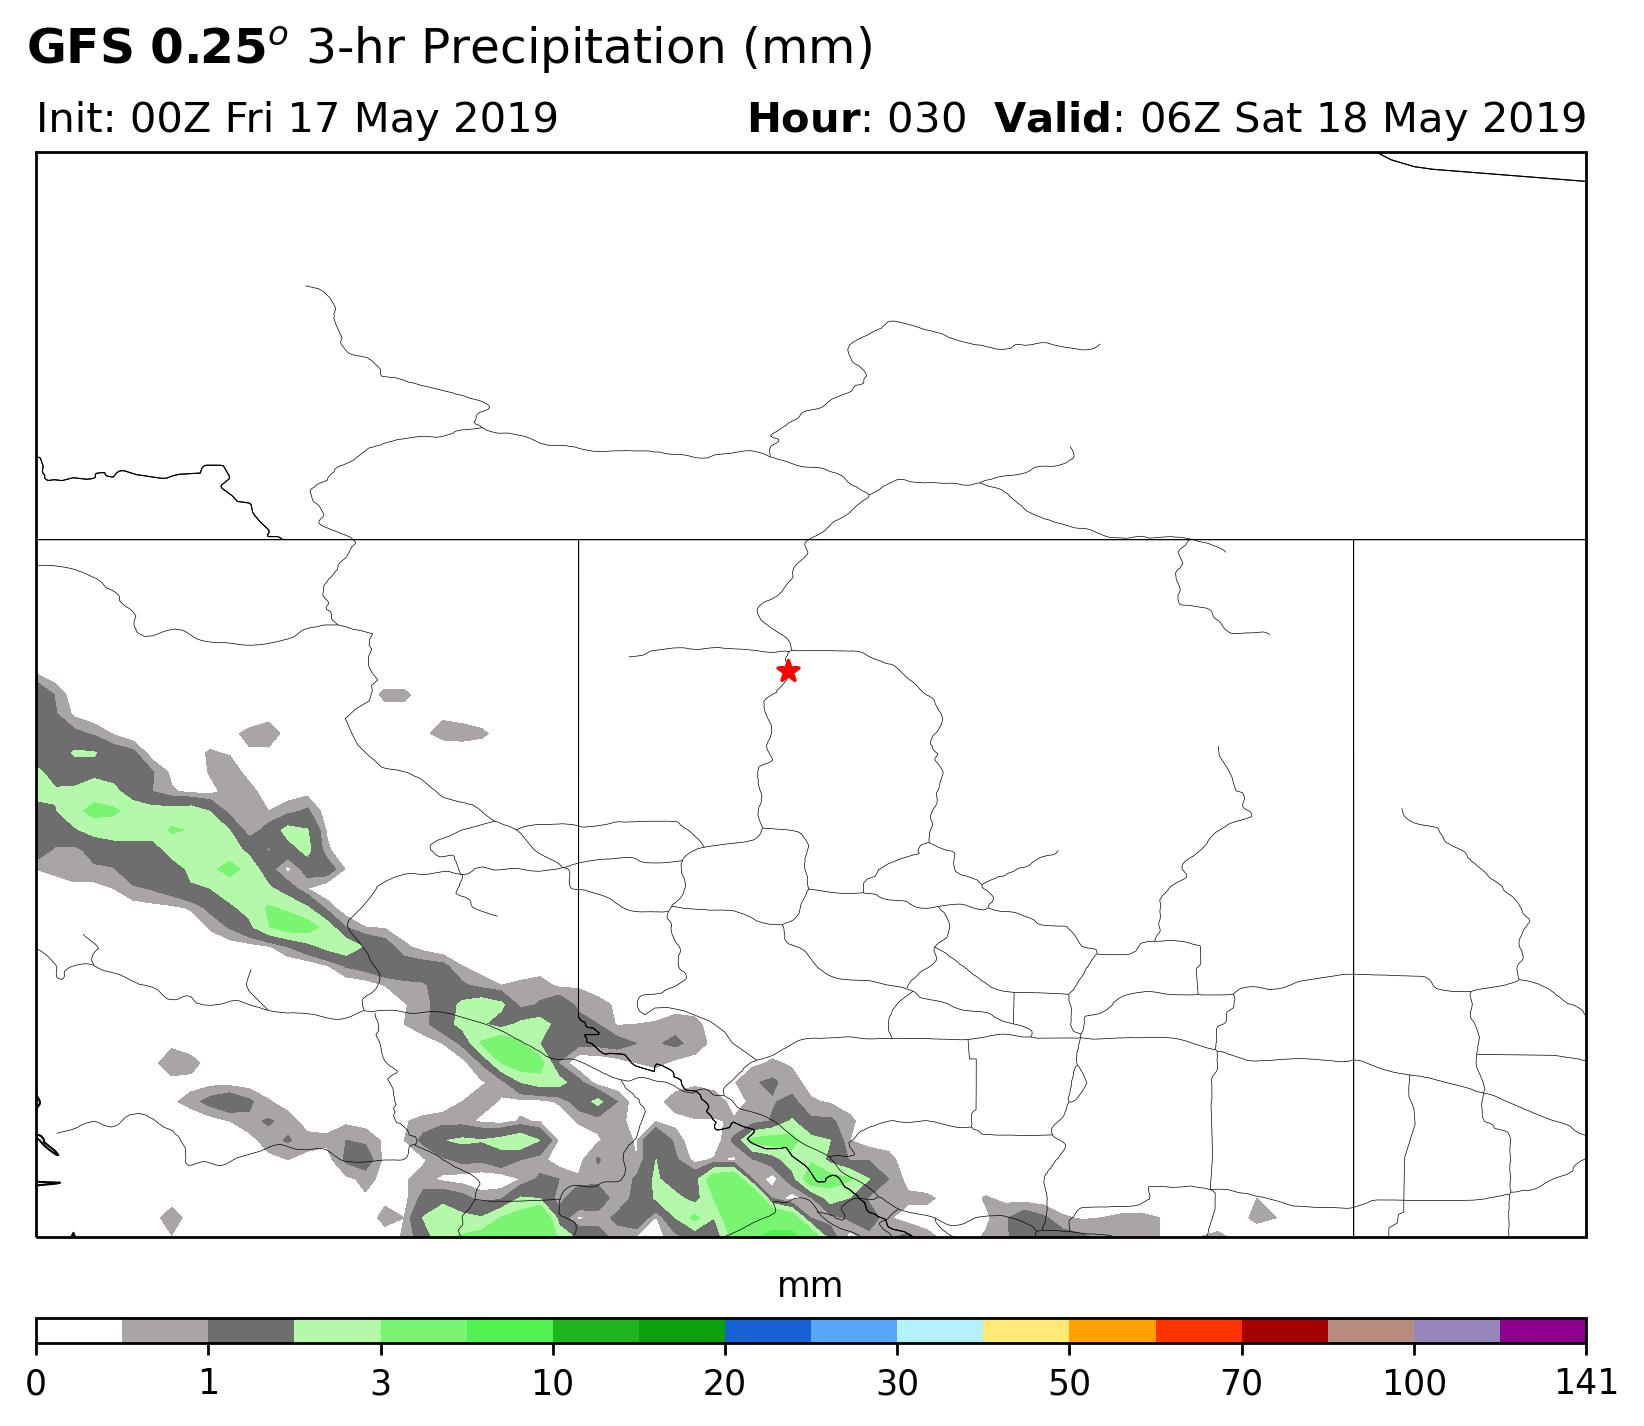 GFS 0.25o 3-hr Precipitation (mm)
Init: 00Z Fri 17 May 2019 Hour: 030 Valid: 06Z Sat 18 May 2019
mm
0 1 3 10 20 30 50 70 100 141